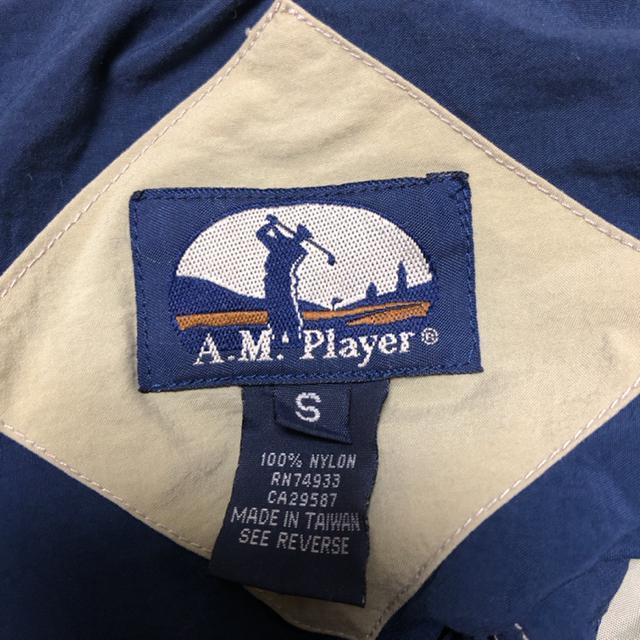 A.M. Player®
S
100% NYLON
RN74933
CA29587
MADE IN TAIWAN
SEE REVERSE